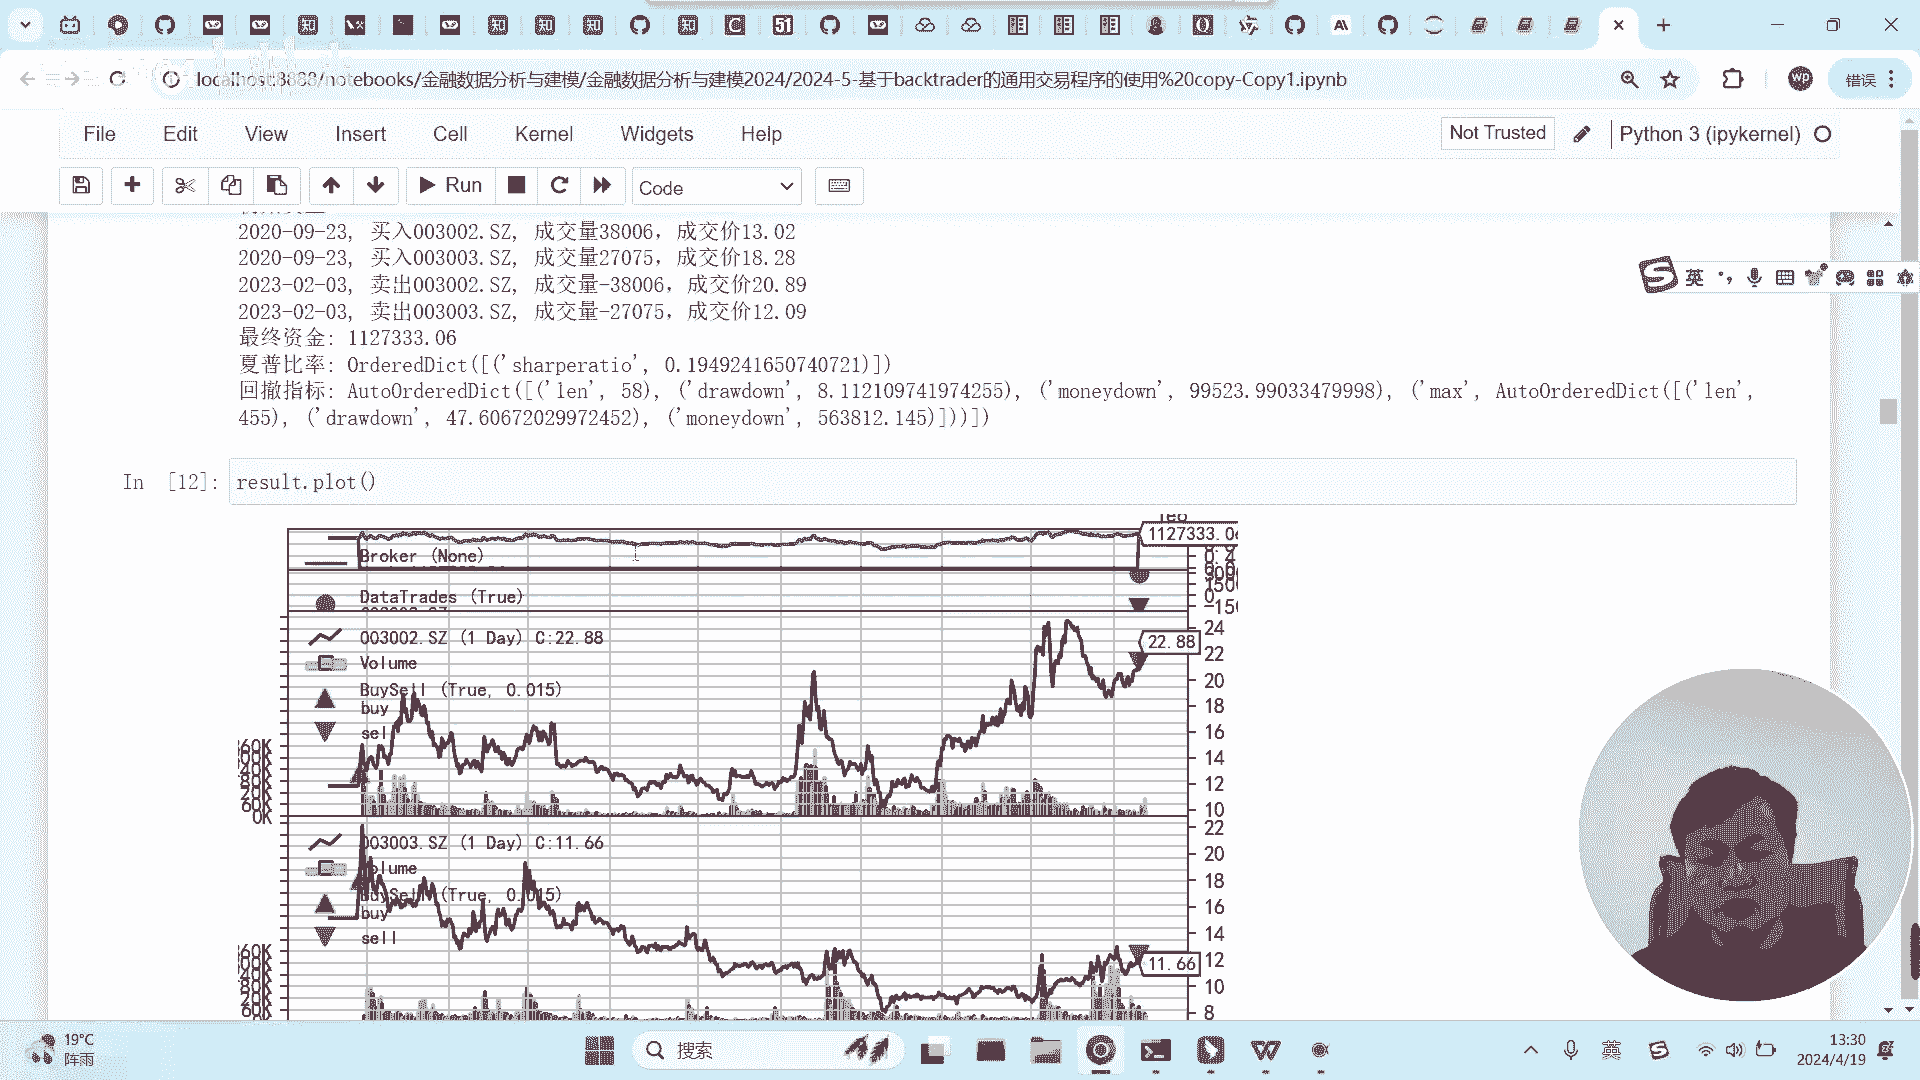 localhost:8888/notebooks/金融数据分析与建模/金融数据分析与建模2024/2024-5-基于backtrader的通用交易程序的使用%20copy-Copy1.ipynb
wp
错误
File Edit View Insert Cell Kernel Widgets Help
Not Trusted
Python 3 (ipykernel)
Run
Code
2020-09-23, 买入003002.SZ, 成交量38006, 成交价13.02
2020-09-23, 买入003003.SZ, 成交量27075, 成交价18.28
2023-02-03, 卖出003002.SZ, 成交量-38006, 成交价20.89
2023-02-03, 卖出003003.SZ, 成交量-27075, 成交价12.09
最终资金: 1127333.06
夏普比率: OrderedDict([('sharperatio', 0.1949241650740721)])
回撤指标: AutoOrderedDict([('len', 58), ('drawdown', 8.112109741974255), ('moneydown', 99523.99033479998), ('max', AutoOrderedDict([('len',
455), ('drawdown', 47.60672029972452), ('moneydown', 563812.145)]))])
In [12]: result.plot()
Broker (None)
DataTrades (True)
003002.SZ (1 Day) C:22.88
Volume
BuySell (True, 0.015)
buy
sell
22.88
24
22
20
18
16
14
12
10
003003.SZ (1 Day) C:11.66
Volume
BuySell (True, 0.015)
buy
sell
11.66
22
20
18
16
14
12
10
8
英
19°C
阵雨
搜索
英
13:30
2024/4/19